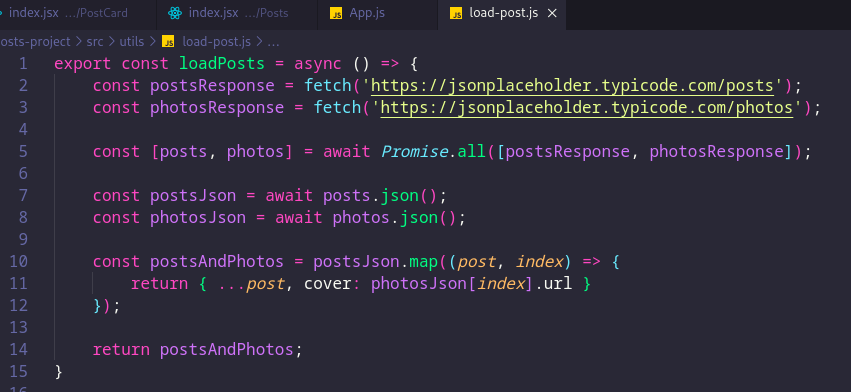 index.jsx .../PostCard index.jsx .../Posts JS App.js JS load-post.js ×
osts-project > src > utils > JS load-post.js > ...
1 export const loadPosts = async () => {
2     const postsResponse = fetch('https://jsonplaceholder.typicode.com/posts');
3     const photosResponse = fetch('https://jsonplaceholder.typicode.com/photos');
4
5     const [posts, photos] = await Promise.all([postsResponse, photosResponse]);
6
7     const postsJson = await posts.json();
8     const photosJson = await photos.json();
9
10     const postsAndPhotos = postsJson.map((post, index) => {
11         return { ...post, cover: photosJson[index].url }
12     });
13
14     return postsAndPhotos;
15 }
16